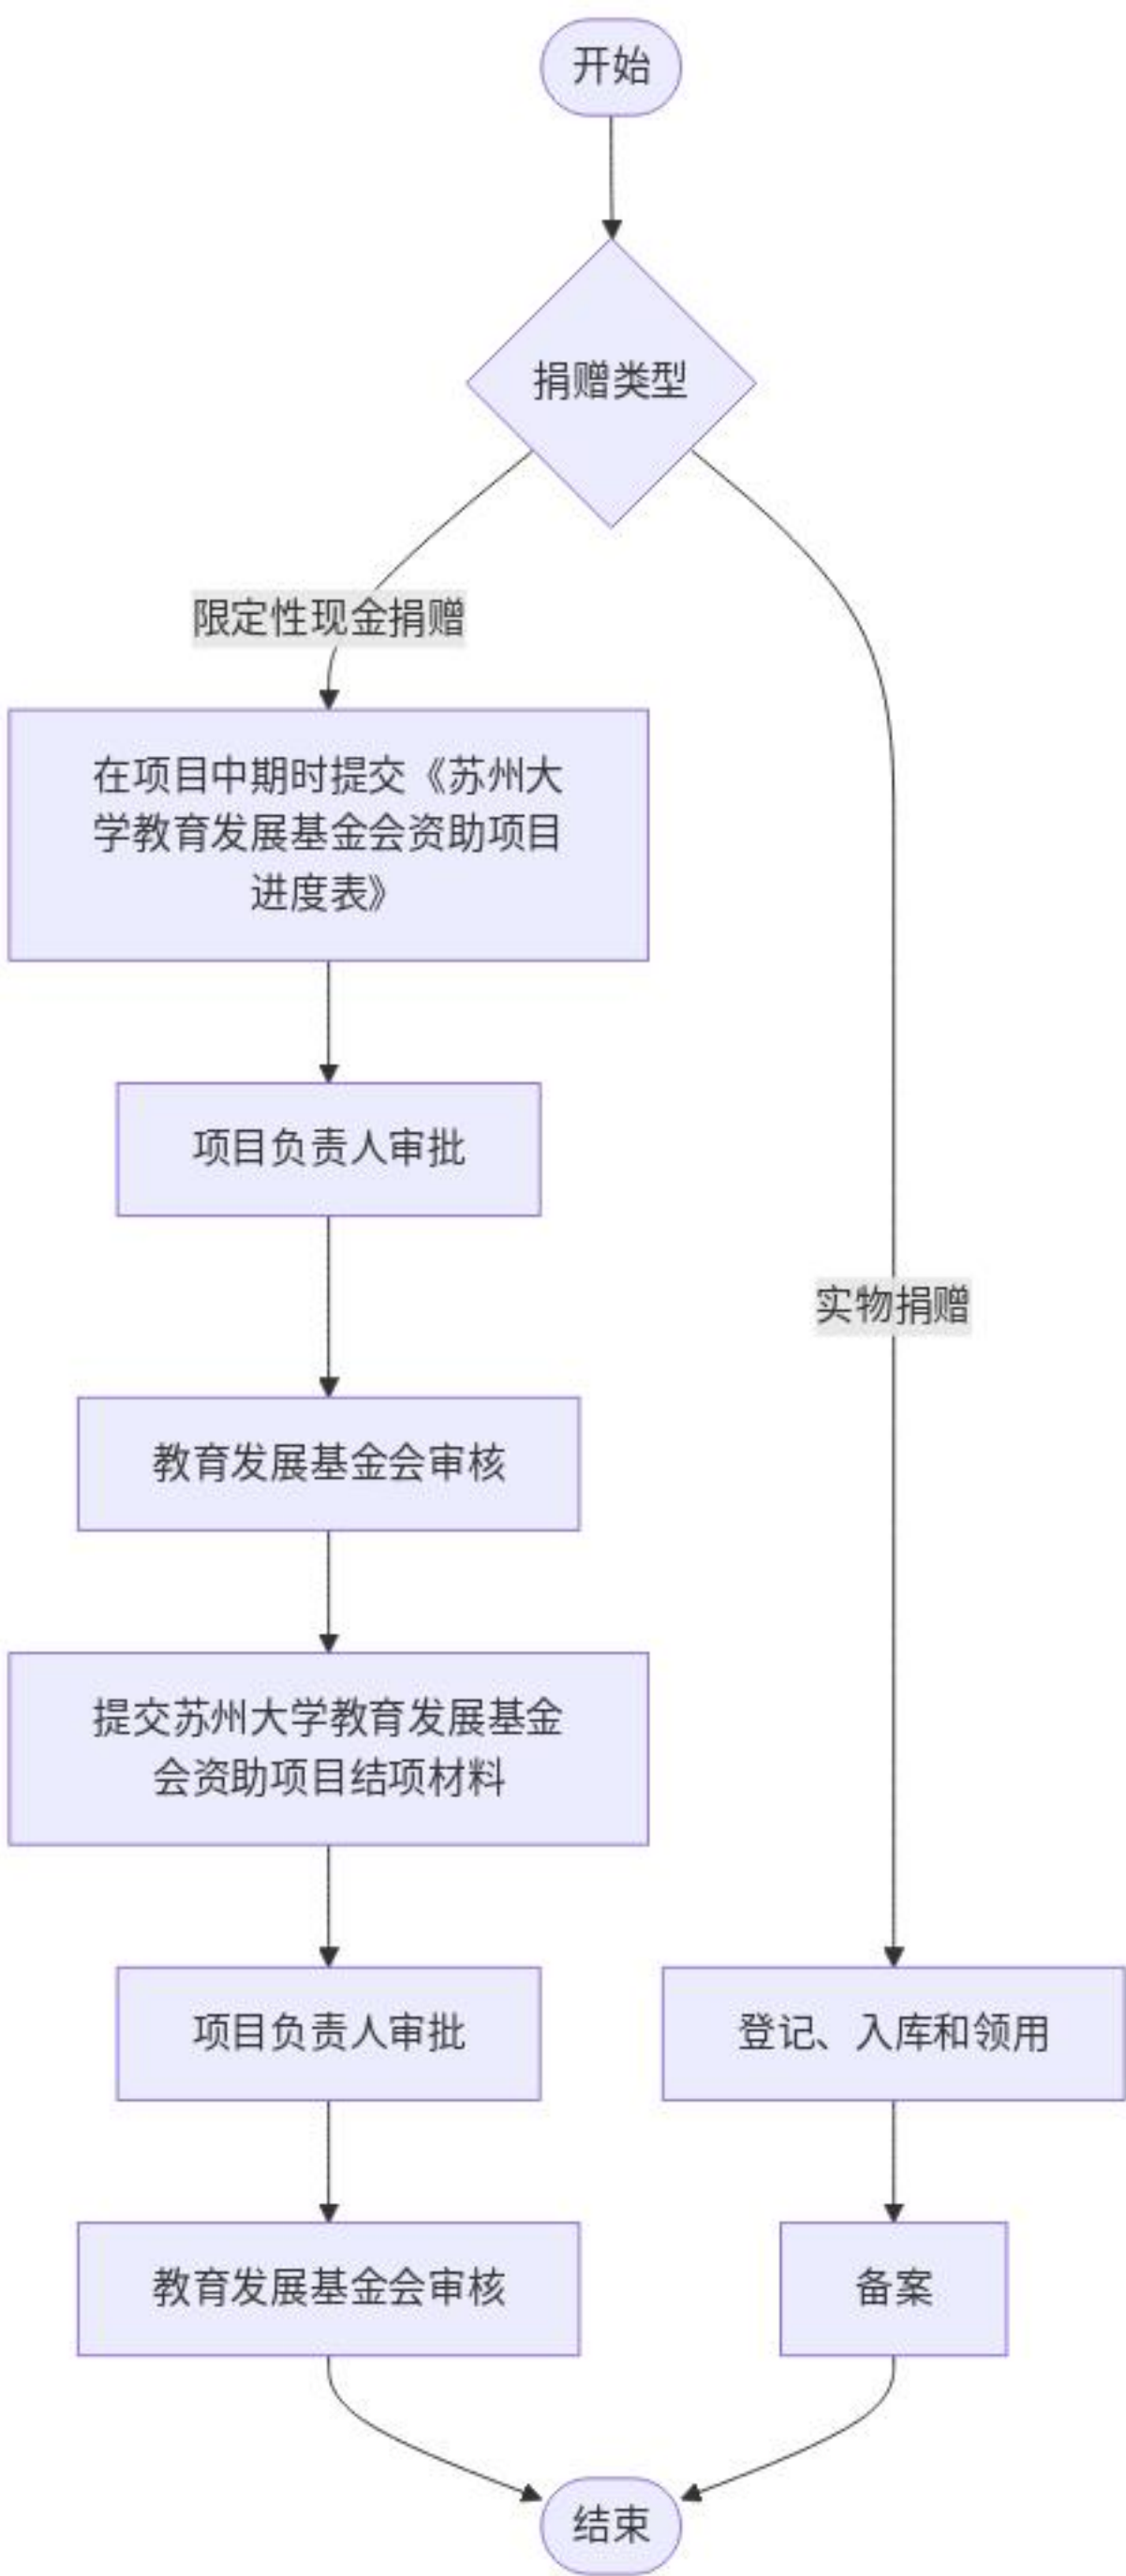 开始
捐赠类型
限定性现金捐赠
在项目中期时提交《苏州大
学教育发展基金会资助项目
进度表》
项目负责人审批
实物捐赠
教育发展基金会审核
提交苏州大学教育发展基金
会资助项目结项材料
项目负责人审批
登记、入库和领用
教育发展基金会审核
备案
结束